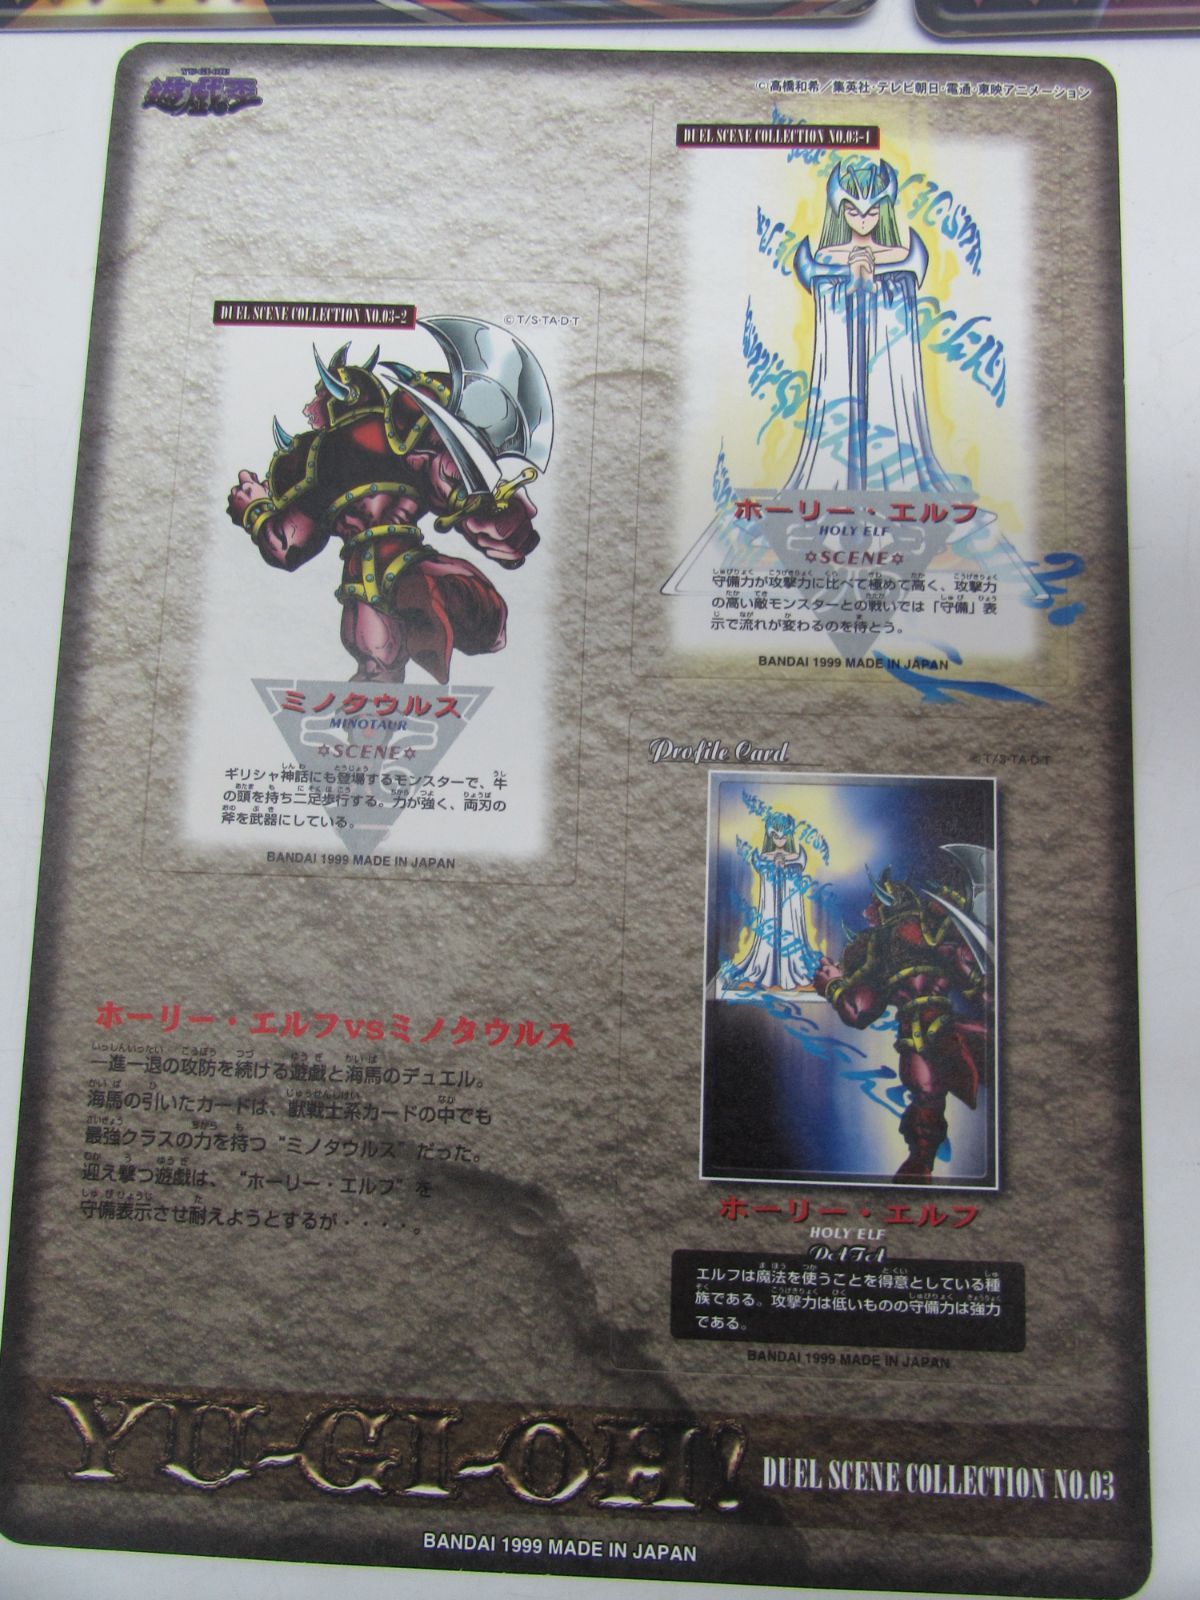 YU-GI-OH!
遊戯王
©高橋和希/集英社・テレビ朝日・電通・東映アニメーション
DUEL SCENE COLLECTION NO.03-1
ホーリー・エルフ
HOLY ELF
✡SCENE✡
守備力が攻撃力に比べて極めて高く、攻撃力
の高い敵モンスターとの戦いでは「守備」表
示で流れが変わるのを待とう。
BANDAI 1999 MADE IN JAPAN
DUEL SCENE COLLECTION NO.03-2
©T/S・TA・D・T
ミノタウルス
MINOTAUR
✡SCENE✡
ギリシャ神話にも登場するモンスターで、牛
の頭を持ち二足歩行する。力が強く、両刃の
斧を武器にしている。
BANDAI 1999 MADE IN JAPAN
Profile Card
©T/S・TA・D・T
ホーリー・エルフ
HOLY ELF
DATA
エルフは魔法を使うことを得意としている種
族である。攻撃力は低いものの守備力は強力
である。
BANDAI 1999 MADE IN JAPAN
ホーリー・エルフvsミノタウルス
一進一退の攻防を続ける遊戯と海馬のデュエル。
海馬の引いたカードは、獣戦士系カードの中でも
最強クラスの力を持つ“ミノタウルス”だった。
迎え撃つ遊戯は、“ホーリー・エルフ”を
守備表示させ耐えようとするが・・・・。
YU-GI-OH!
DUEL SCENE COLLECTION NO.03
BANDAI 1999 MADE IN JAPAN